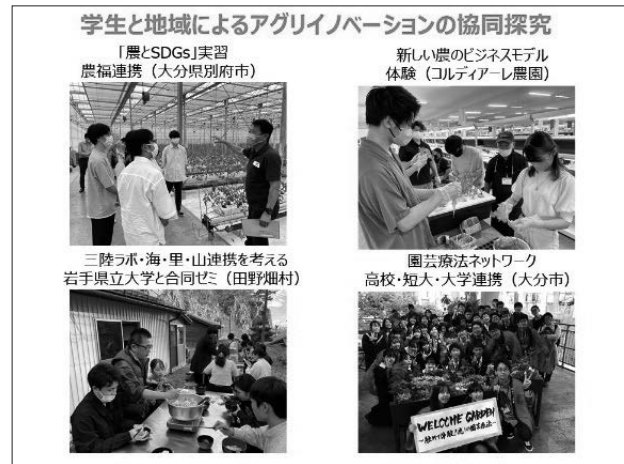 学生と地域によるアグリイノベーションの協同探究
「農とSDGs」実習
農福連携（大分県別府市）
新しい農のビジネスモデル
体験（コルディアーレ農園）
三陸ラボ・海・里・山連携を考える
岩手県立大学と合同ゼミ（田野畑村）
園芸療法ネットワーク
高校・短大・大学連携（大分市）
WELCOME GARDEN